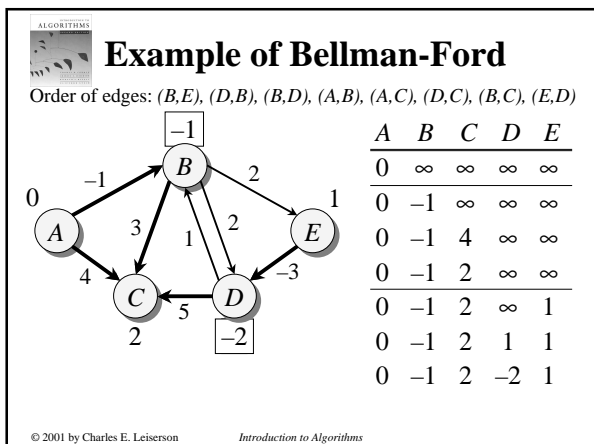 ALGORITHMS
Example of Bellman-Ford
Order of edges: (B,E), (D,B), (B,D), (A,B), (A,C), (D,C), (B,C), (E,D)
–1
B
–1
2
0
1
A
3
1
2
E
4
–3
C
5
D
2
–2
A B C D E
0 ∞ ∞ ∞ ∞
0 –1 ∞ ∞ ∞
0 –1 4 ∞ ∞
0 –1 2 ∞ ∞
0 –1 2 ∞ 1
0 –1 2 1 1
0 –1 2 –2 1
© 2001 by Charles E. Leiserson Introduction to Algorithms